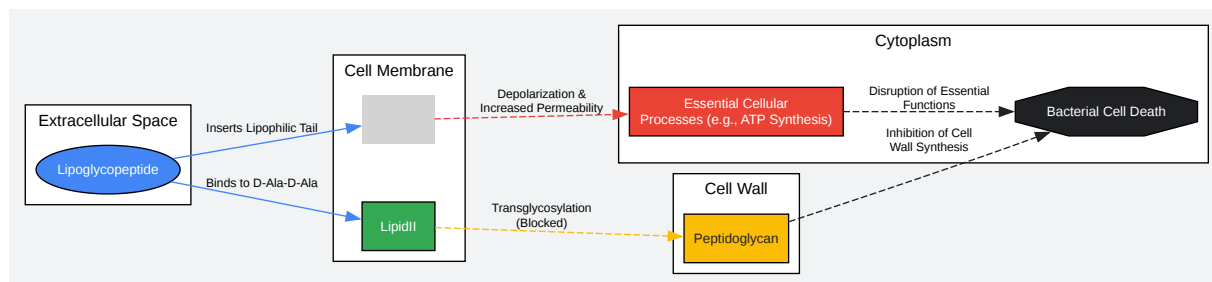 Extracellular Space
Lipoglycopeptide
Inserts Lipophilic Tail
Binds to D-Ala-D-Ala
Cell Membrane
LipidII
Depolarization &
Increased Permeability
Transglycosylation
(Blocked)
Cytoplasm
Essential Cellular
Processes (e.g., ATP Synthesis)
Disruption of Essential
Functions
Inhibition of Cell
Wall Synthesis
Bacterial Cell Death
Cell Wall
Peptidoglycan